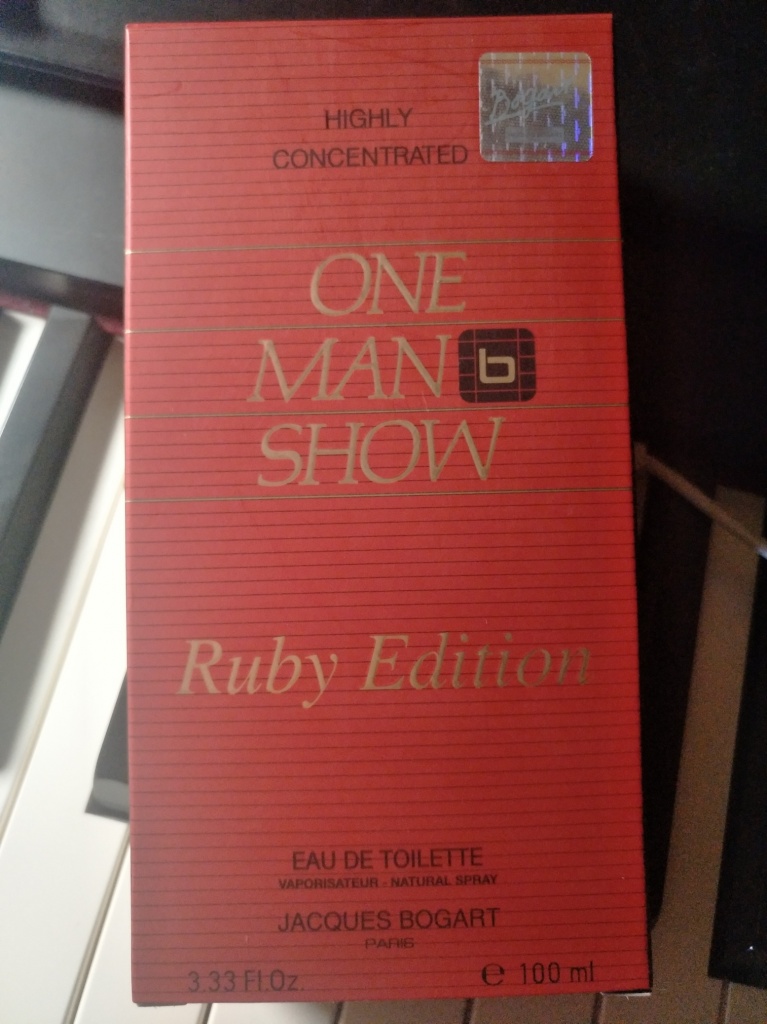 Bogart
HIGHLY
CONCENTRATED
ONE
MAN b
SHOW
Ruby Edition
EAU DE TOILETTE
VAPORISATEUR - NATURAL SPRAY
JACQUES BOGART
PARIS
3.33 Fl.Oz. ℮ 100 ml